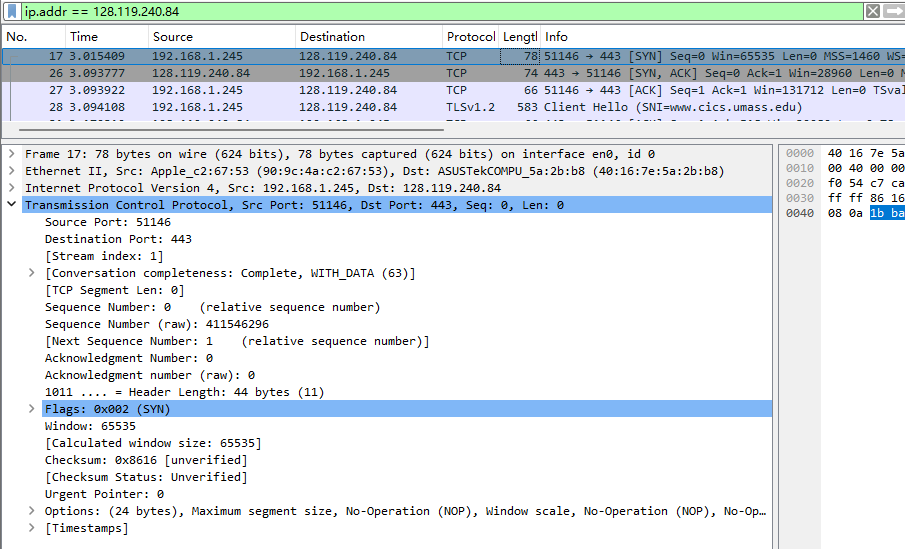 ip.addr == 128.119.240.84
No. Time Source Destination Protocol Lengtl Info
17 3.015409 192.168.1.245 128.119.240.84 TCP 78 51146 → 443 [SYN] Seq=0 Win=65535 Len=0 MSS=1460 WS=
26 3.093777 128.119.240.84 192.168.1.245 TCP 74 443 → 51146 [SYN, ACK] Seq=0 Ack=1 Win=28960 Len=0 M
27 3.093922 192.168.1.245 128.119.240.84 TCP 66 51146 → 443 [ACK] Seq=1 Ack=1 Win=131712 Len=0 TSval
28 3.094108 192.168.1.245 128.119.240.84 TLSv1.2 583 Client Hello (SNI=www.cics.umass.edu)
Frame 17: 78 bytes on wire (624 bits), 78 bytes captured (624 bits) on interface en0, id 0
Ethernet II, Src: Apple_c2:67:53 (90:9c:4a:c2:67:53), Dst: ASUSTekCOMPU_5a:2b:b8 (40:16:7e:5a:2b:b8)
Internet Protocol Version 4, Src: 192.168.1.245, Dst: 128.119.240.84
Transmission Control Protocol, Src Port: 51146, Dst Port: 443, Seq: 0, Len: 0
Source Port: 51146
Destination Port: 443
[Stream index: 1]
[Conversation completeness: Complete, WITH_DATA (63)]
[TCP Segment Len: 0]
Sequence Number: 0 (relative sequence number)
Sequence Number (raw): 411546296
[Next Sequence Number: 1 (relative sequence number)]
Acknowledgment Number: 0
Acknowledgment number (raw): 0
1011 .... = Header Length: 44 bytes (11)
Flags: 0x002 (SYN)
Window: 65535
[Calculated window size: 65535]
Checksum: 0x8616 [unverified]
[Checksum Status: Unverified]
Urgent Pointer: 0
Options: (24 bytes), Maximum segment size, No-Operation (NOP), Window scale, No-Operation (NOP), No-Op…
[Timestamps]
0000 40 16 7e 5a
0010 00 40 00 00
0020 f0 54 c7 ca
0030 ff ff 86 16
0040 08 0a 1b ba